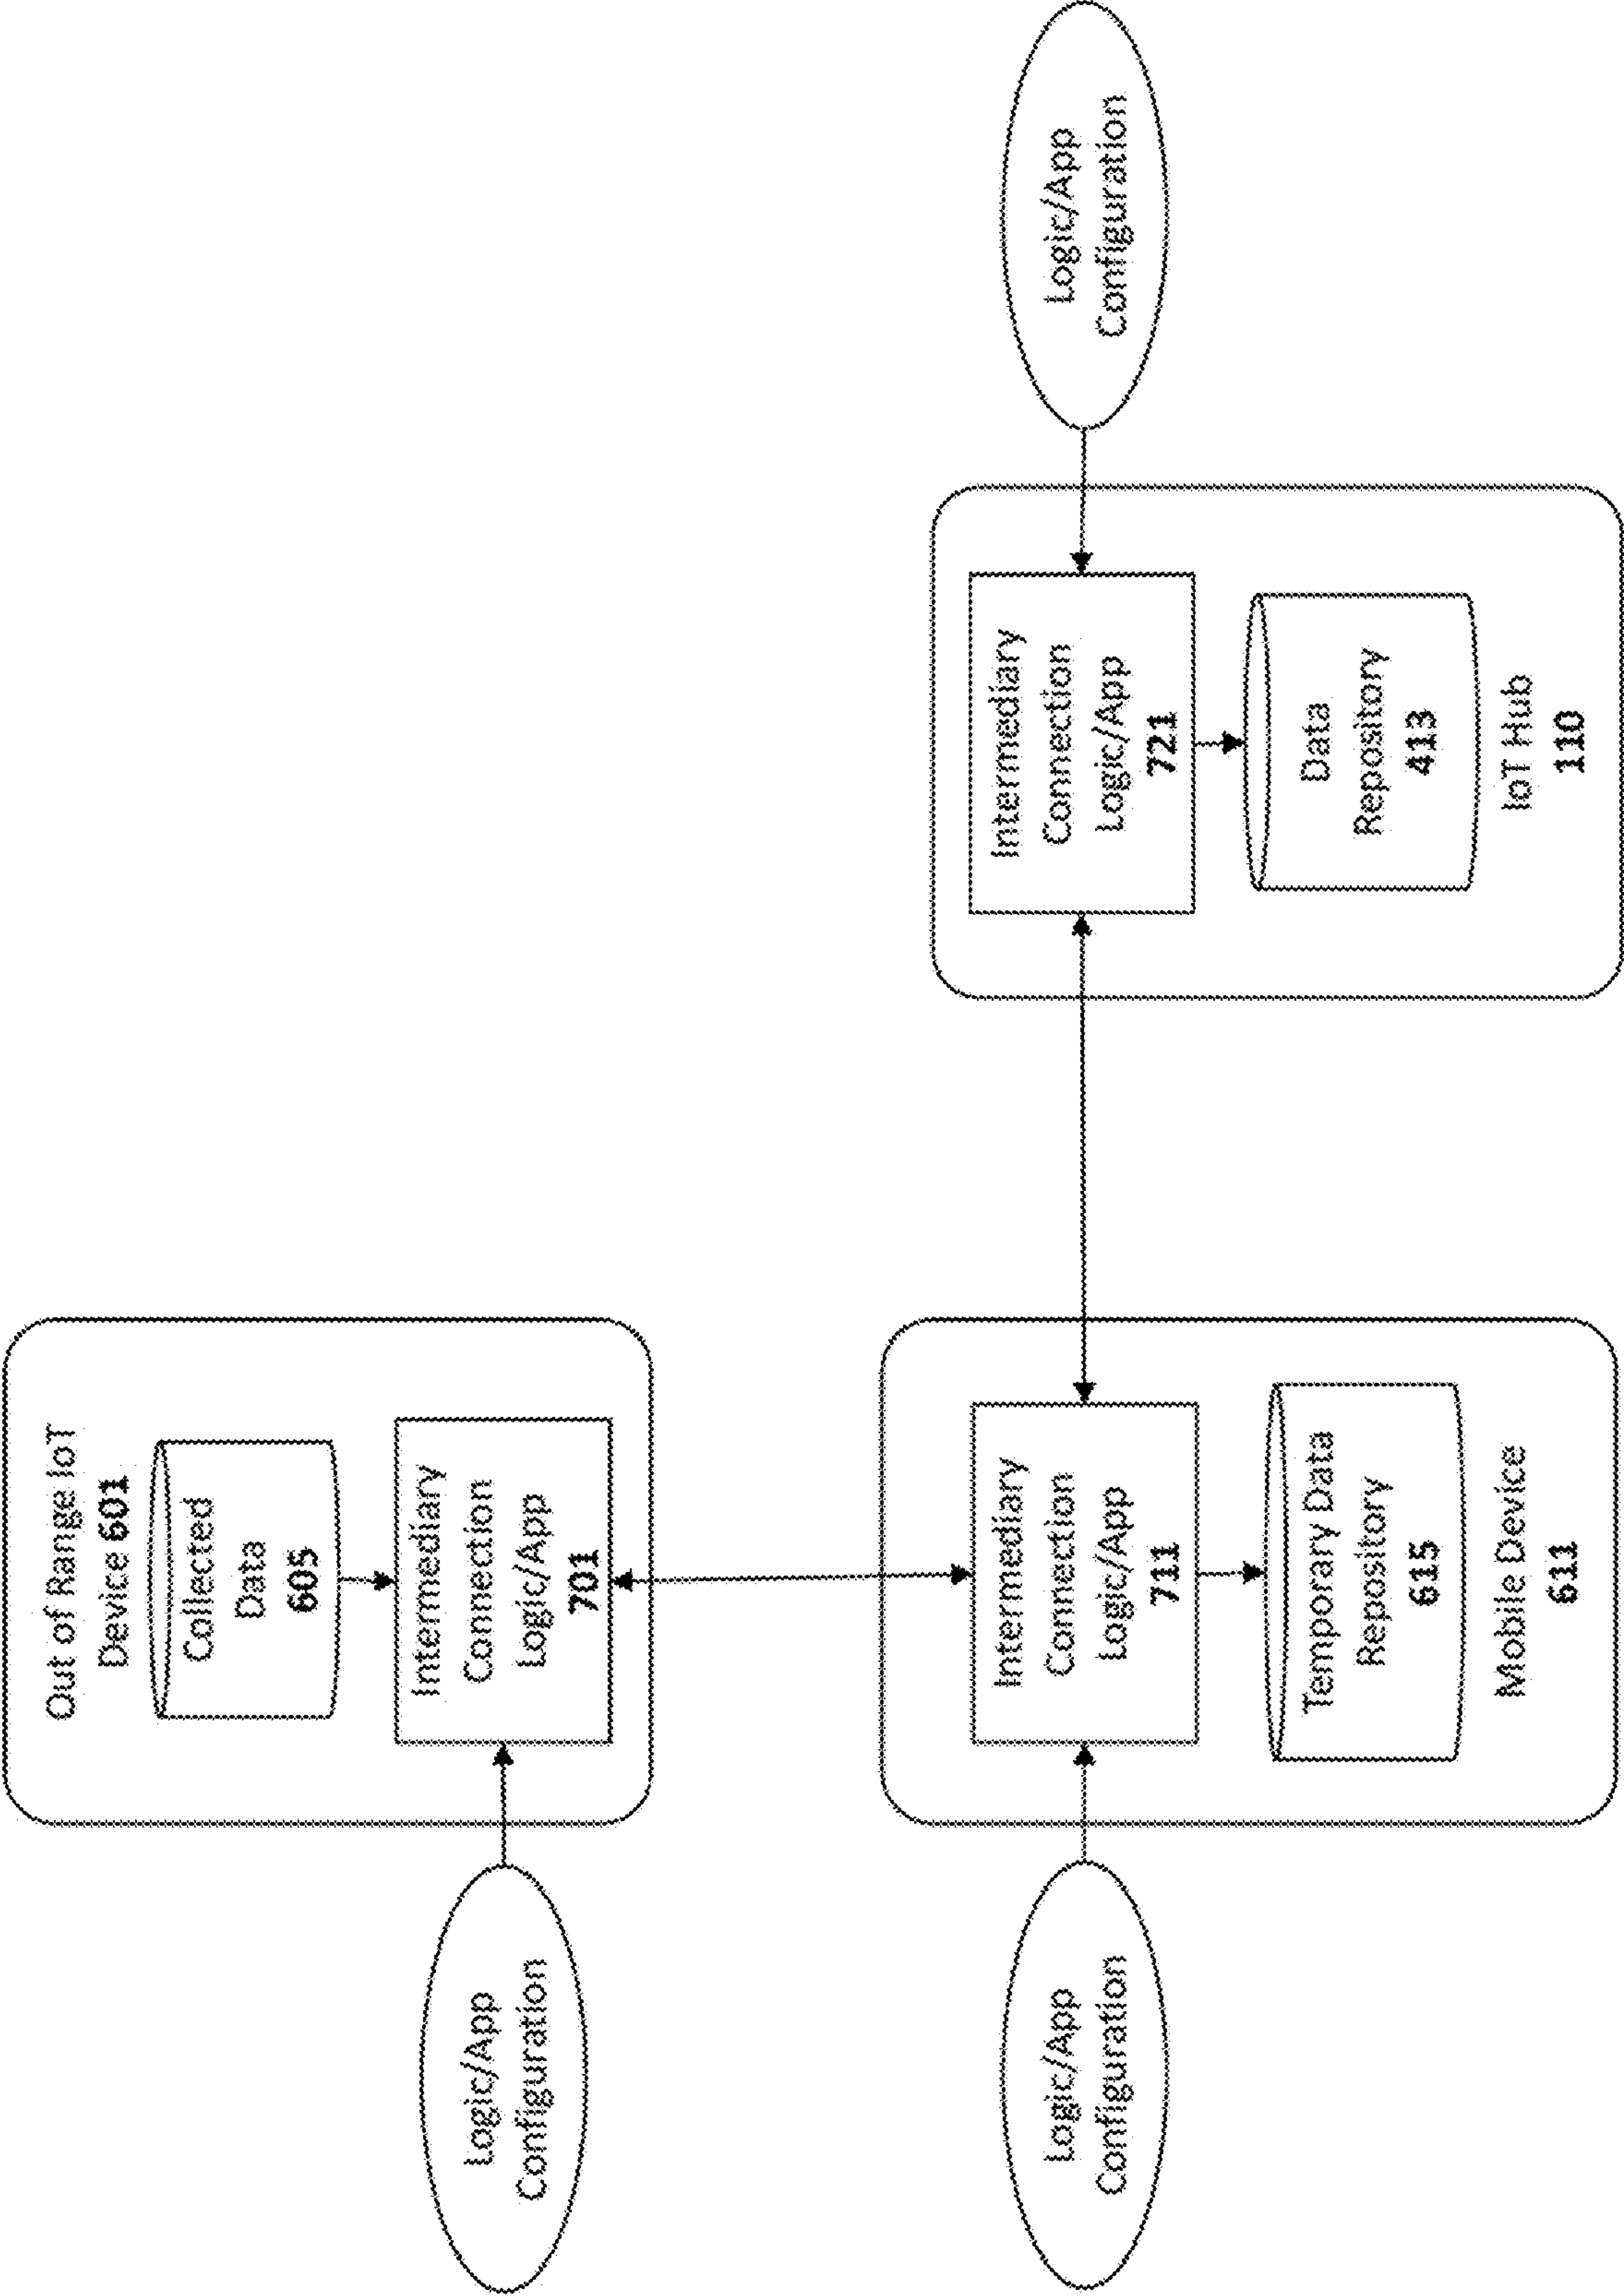 Out of Range IoT
Device 601
Collected
Data
605
Intermediary
Connection
Logic/App
701
Logic/App
Configuration
Intermediary
Connection
Logic/App
711
Temporary Data
Repository
615
Mobile Device
611
Logic/App
Configuration
Intermediary
Connection
Logic/App
721
Data
Repository
413
IoT Hub
110
Logic/App
Configuration